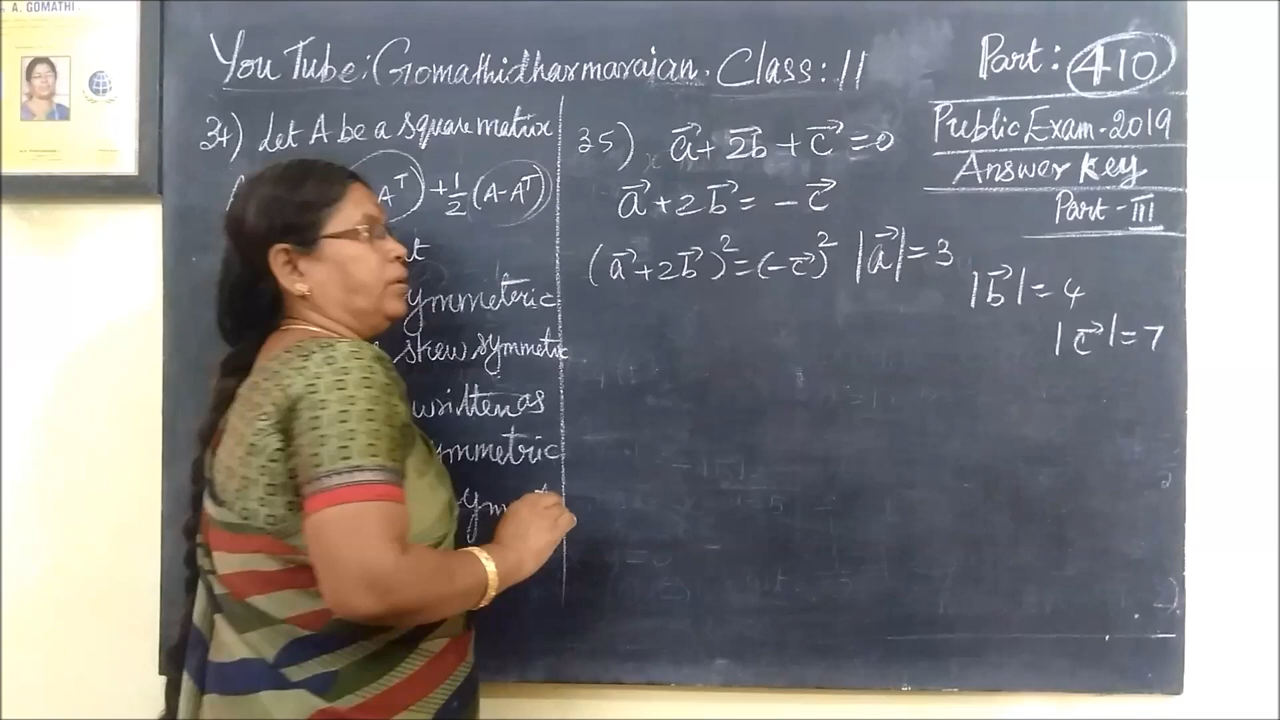 A. GOMATHI
You Tube: Gomathidharmarajan. Class: 11
Part: 410
Public Exam-2019
Answer Key
Part-III
34) Let A be a square matrix
Aᵀ) + 1/2 (A-Aᵀ)
ymmetric
skew symmetric
written as
ymmetric
35) a⃗ + 2b⃗ + c⃗ = 0
a⃗ + 2b⃗ = - c⃗
(a⃗ + 2b⃗)² = (-c⃗)² |a⃗| = 3
|b⃗| = 4
|c⃗| = 7